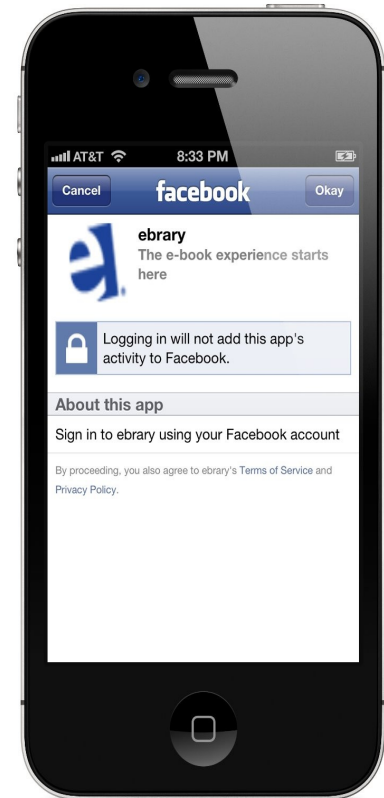 AT&T 8:33 PM
Cancel facebook Okay
e
ebrary
The e-book experience starts
here
Logging in will not add this app's
activity to Facebook.
About this app
Sign in to ebrary using your Facebook account
By proceeding, you also agree to ebrary's Terms of Service and
Privacy Policy.